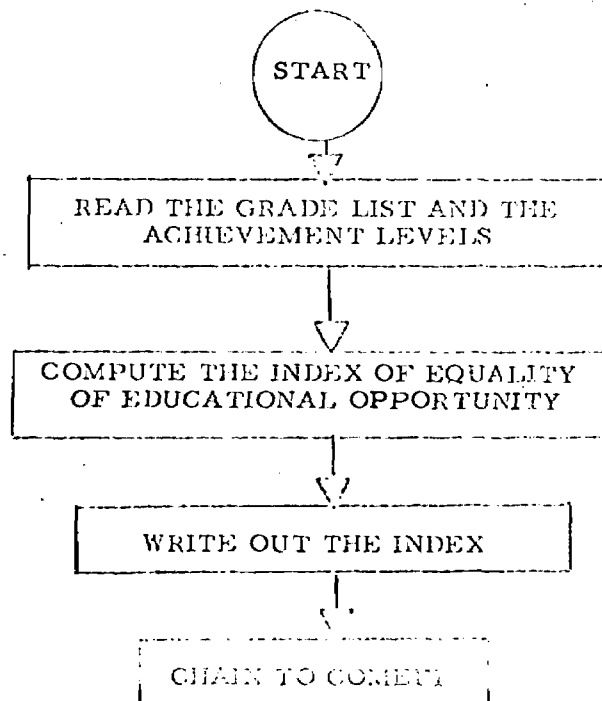 START
READ THE GRADE LIST AND THE
ACHIEVEMENT LEVELS
COMPUTE THE INDEX OF EQUALITY
OF EDUCATIONAL OPPORTUNITY
WRITE OUT THE INDEX
CHAIN TO